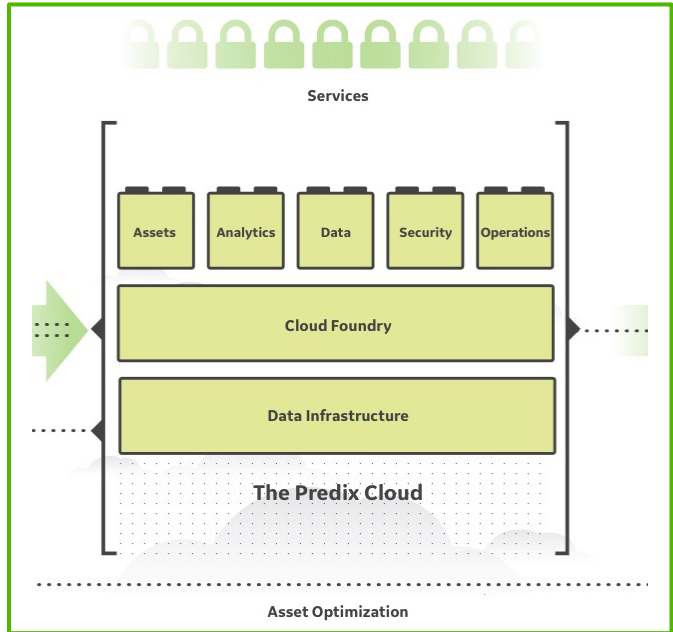 Services
Assets
Analytics
Data
Security
Operations
Cloud Foundry
Data Infrastructure
The Predix Cloud
Asset Optimization